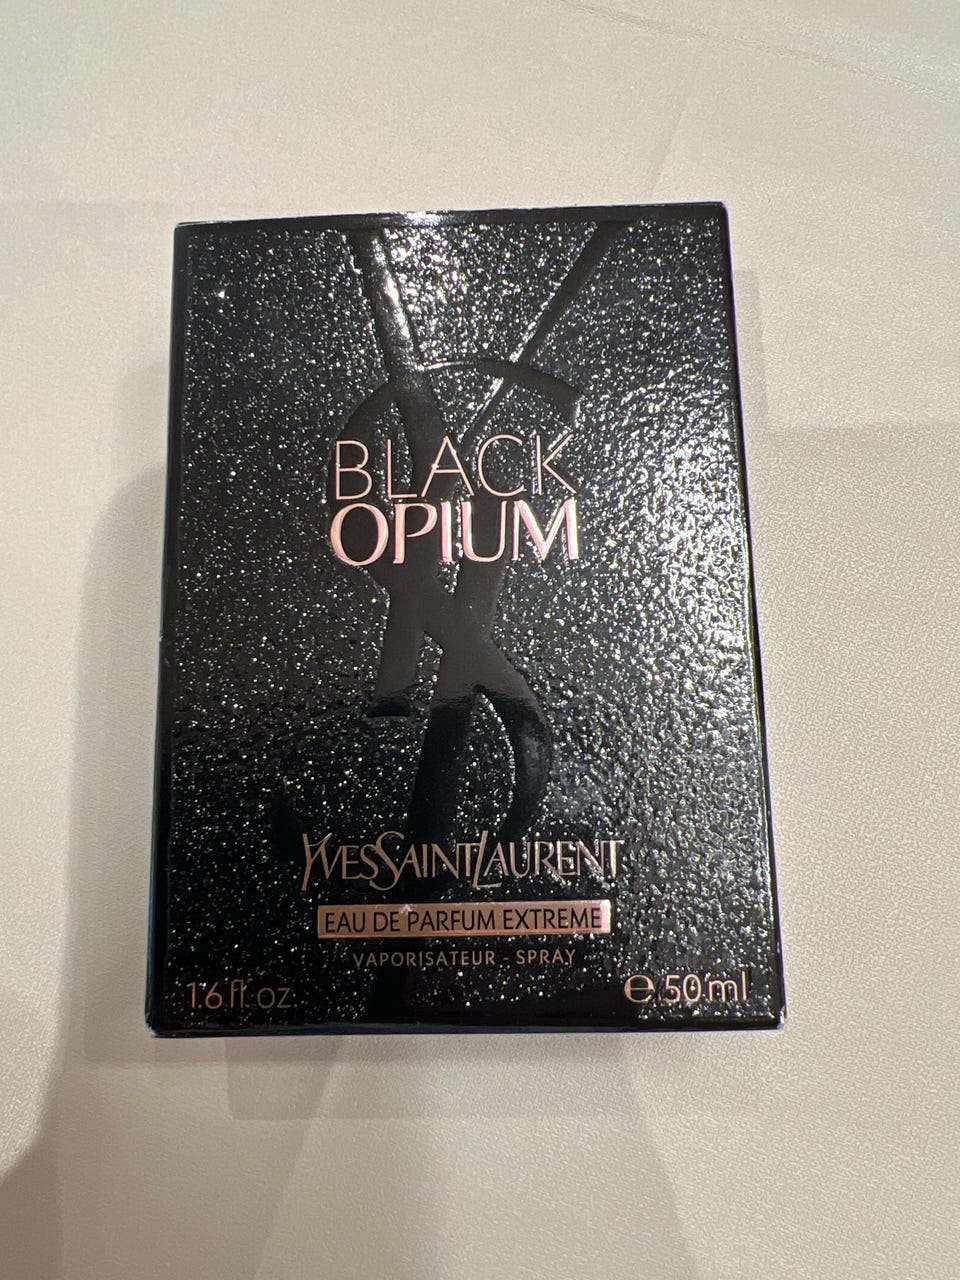 BLACK
OPIUM
YVESSAINTLAURENT
EAU DE PARFUM EXTREME
VAPORISATEUR - SPRAY
1.6 fl oz.
℮ 50 ml